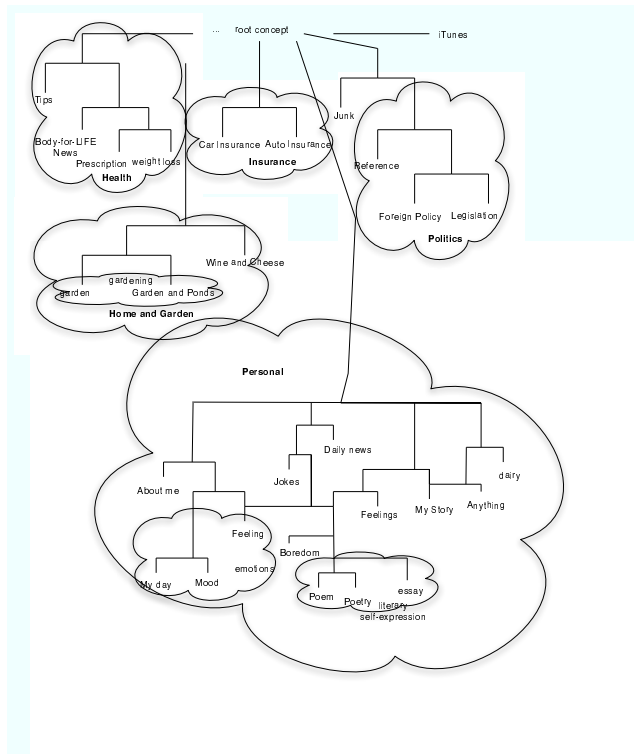 ... root concept
iTunes
Tips
Junk
Body-for-LIFE
News
Prescription
weight loss
Health
Car Insurance
Auto Insurance
Insurance
Reference
Foreign Policy
Legislation
Politics
Wine and Cheese
gardening
garden
Garden and Ponds
Home and Garden
Personal
Daily news
About me
Jokes
dairy
Feelings
My Story
Anything
Feeling
Boredom
emotions
My day
Mood
Poem
Poetry
essay
literary
self-expression